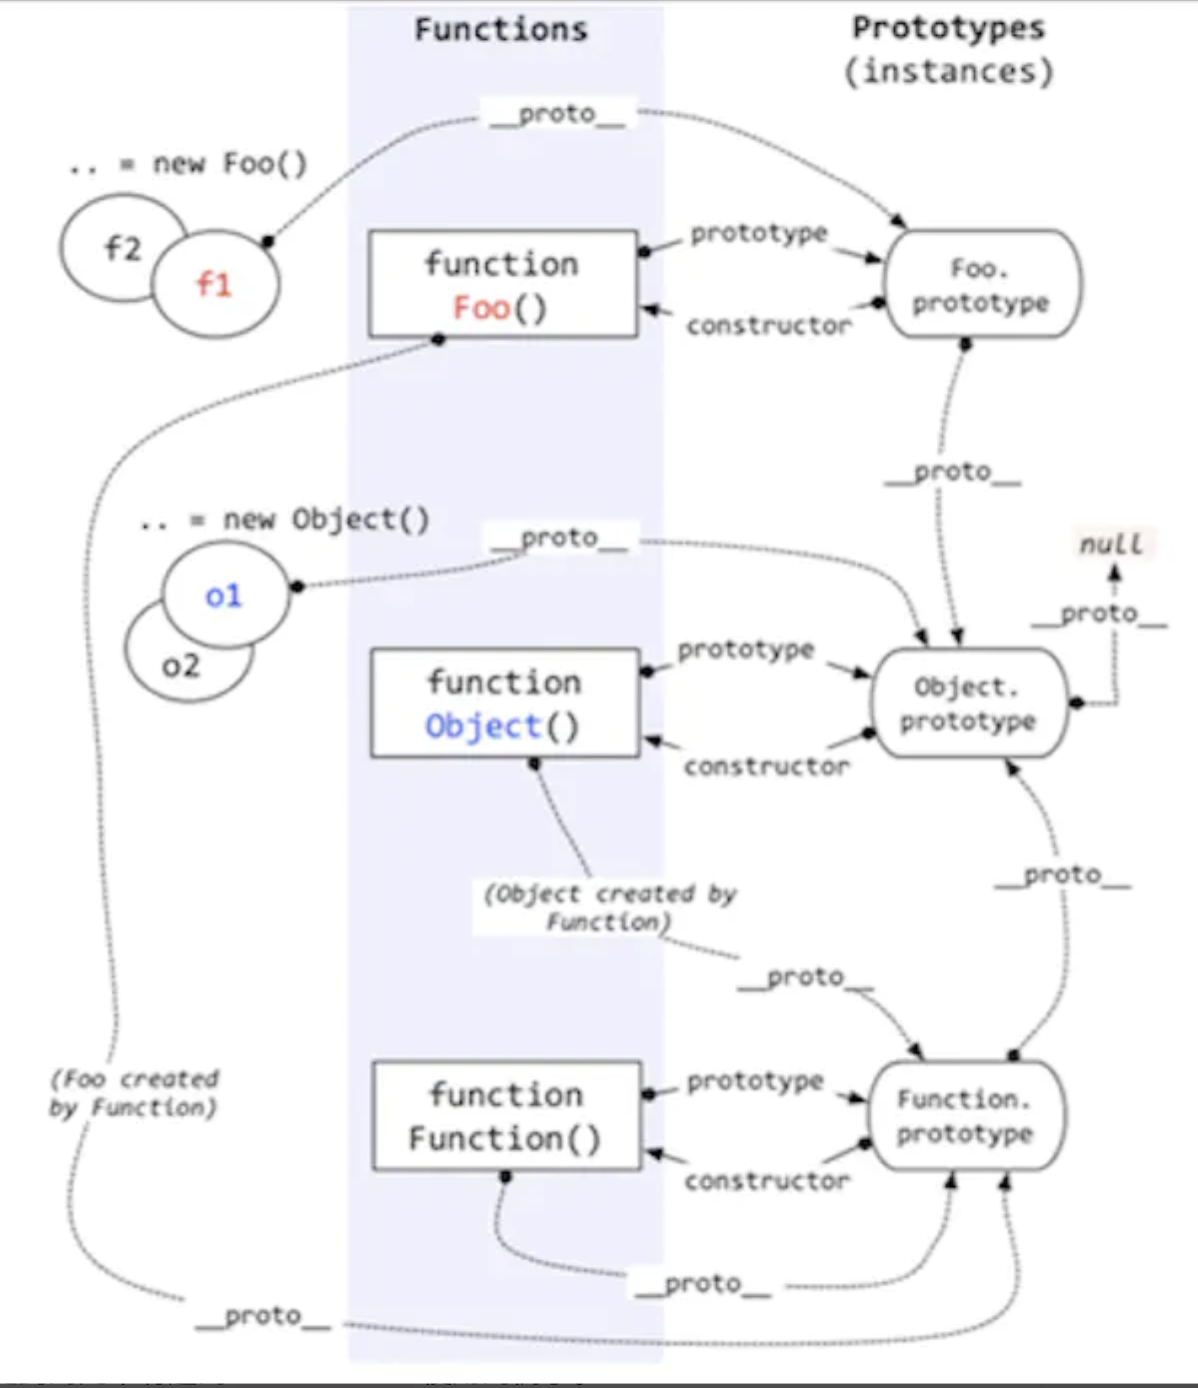 Functions
Prototypes
(instances)
__proto__
.. = new Foo()
f2
f1
function
Foo()
prototype
constructor
Foo.
prototype
__proto__
.. = new Object()
__proto__
null
__proto__
o1
o2
function
Object()
prototype
constructor
Object.
prototype
(Object created by
Function)
__proto__
__proto__
(Foo created
by Function)
function
Function()
prototype
constructor
Function.
prototype
__proto__
__proto__